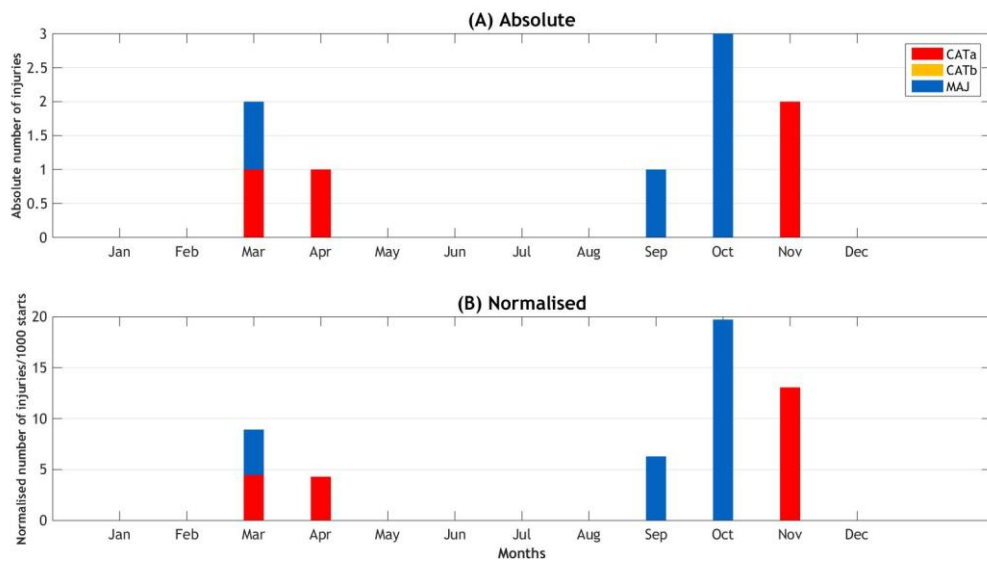 (A) Absolute
Absolute number of injuries
3
2.5
2
1.5
1
0.5
0
Jan Feb Mar Apr May Jun Jul Aug Sep Oct Nov Dec
CATa
CATb
MAJ
(B) Normalised
Normalised number of injuries/1000 starts
20
15
10
5
0
Jan Feb Mar Apr May Jun Jul Aug Sep Oct Nov Dec
Months